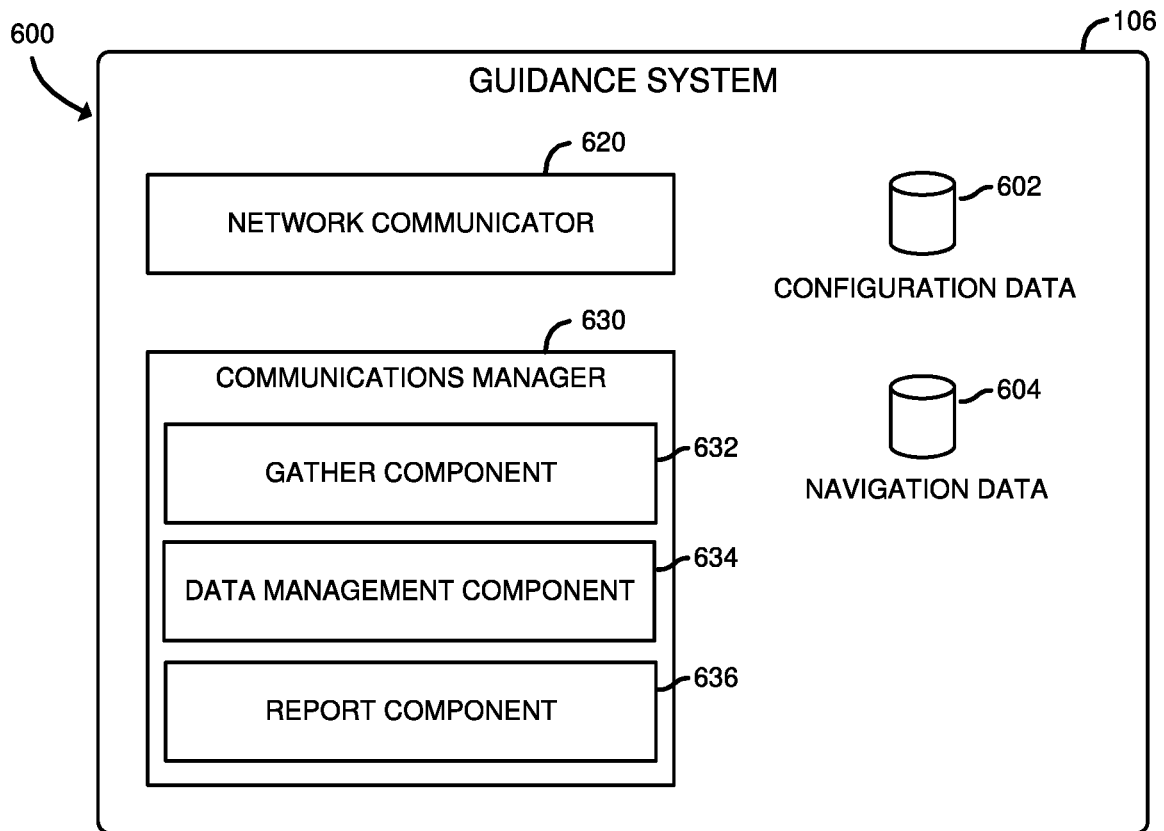 600
106
GUIDANCE SYSTEM
620
NETWORK COMMUNICATOR
602
CONFIGURATION DATA
630
COMMUNICATIONS MANAGER
604
NAVIGATION DATA
632
GATHER COMPONENT
634
DATA MANAGEMENT COMPONENT
636
REPORT COMPONENT